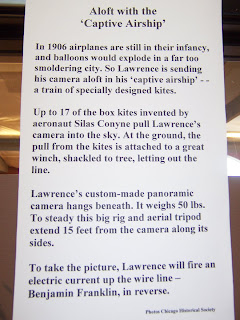 Aloft with the
‘Captive Airship’
In 1906 airplanes are still in their infancy,
and balloons would explode in a far too
smoldering city. So Lawrence is sending
his camera aloft in his ‘captive airship’ - -
a train of specially designed kites.
Up to 17 of the box kites invented by
aeronaut Silas Conyne pull Lawrence’s
camera into the sky. At the ground, the
pull from the kites is attached to a great
winch, shackled to tree, letting out the
line.
Lawrence’s custom-made panoramic
camera hangs beneath. It weighs 50 lbs.
To steady this big rig and aerial tripod
extend 15 feet from the camera along its
sides.
To take the picture, Lawrence will fire an
electric current up the wire line –
Benjamin Franklin, in reverse.
Photos Chicago Historical Society